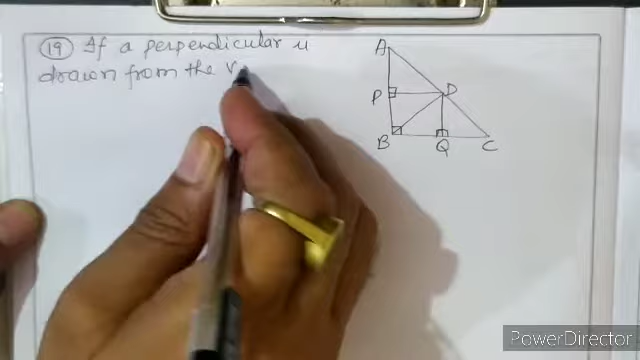 19 If a perpendicular is
drawn from the v
A
P
D
B
Q
C
PowerDirector